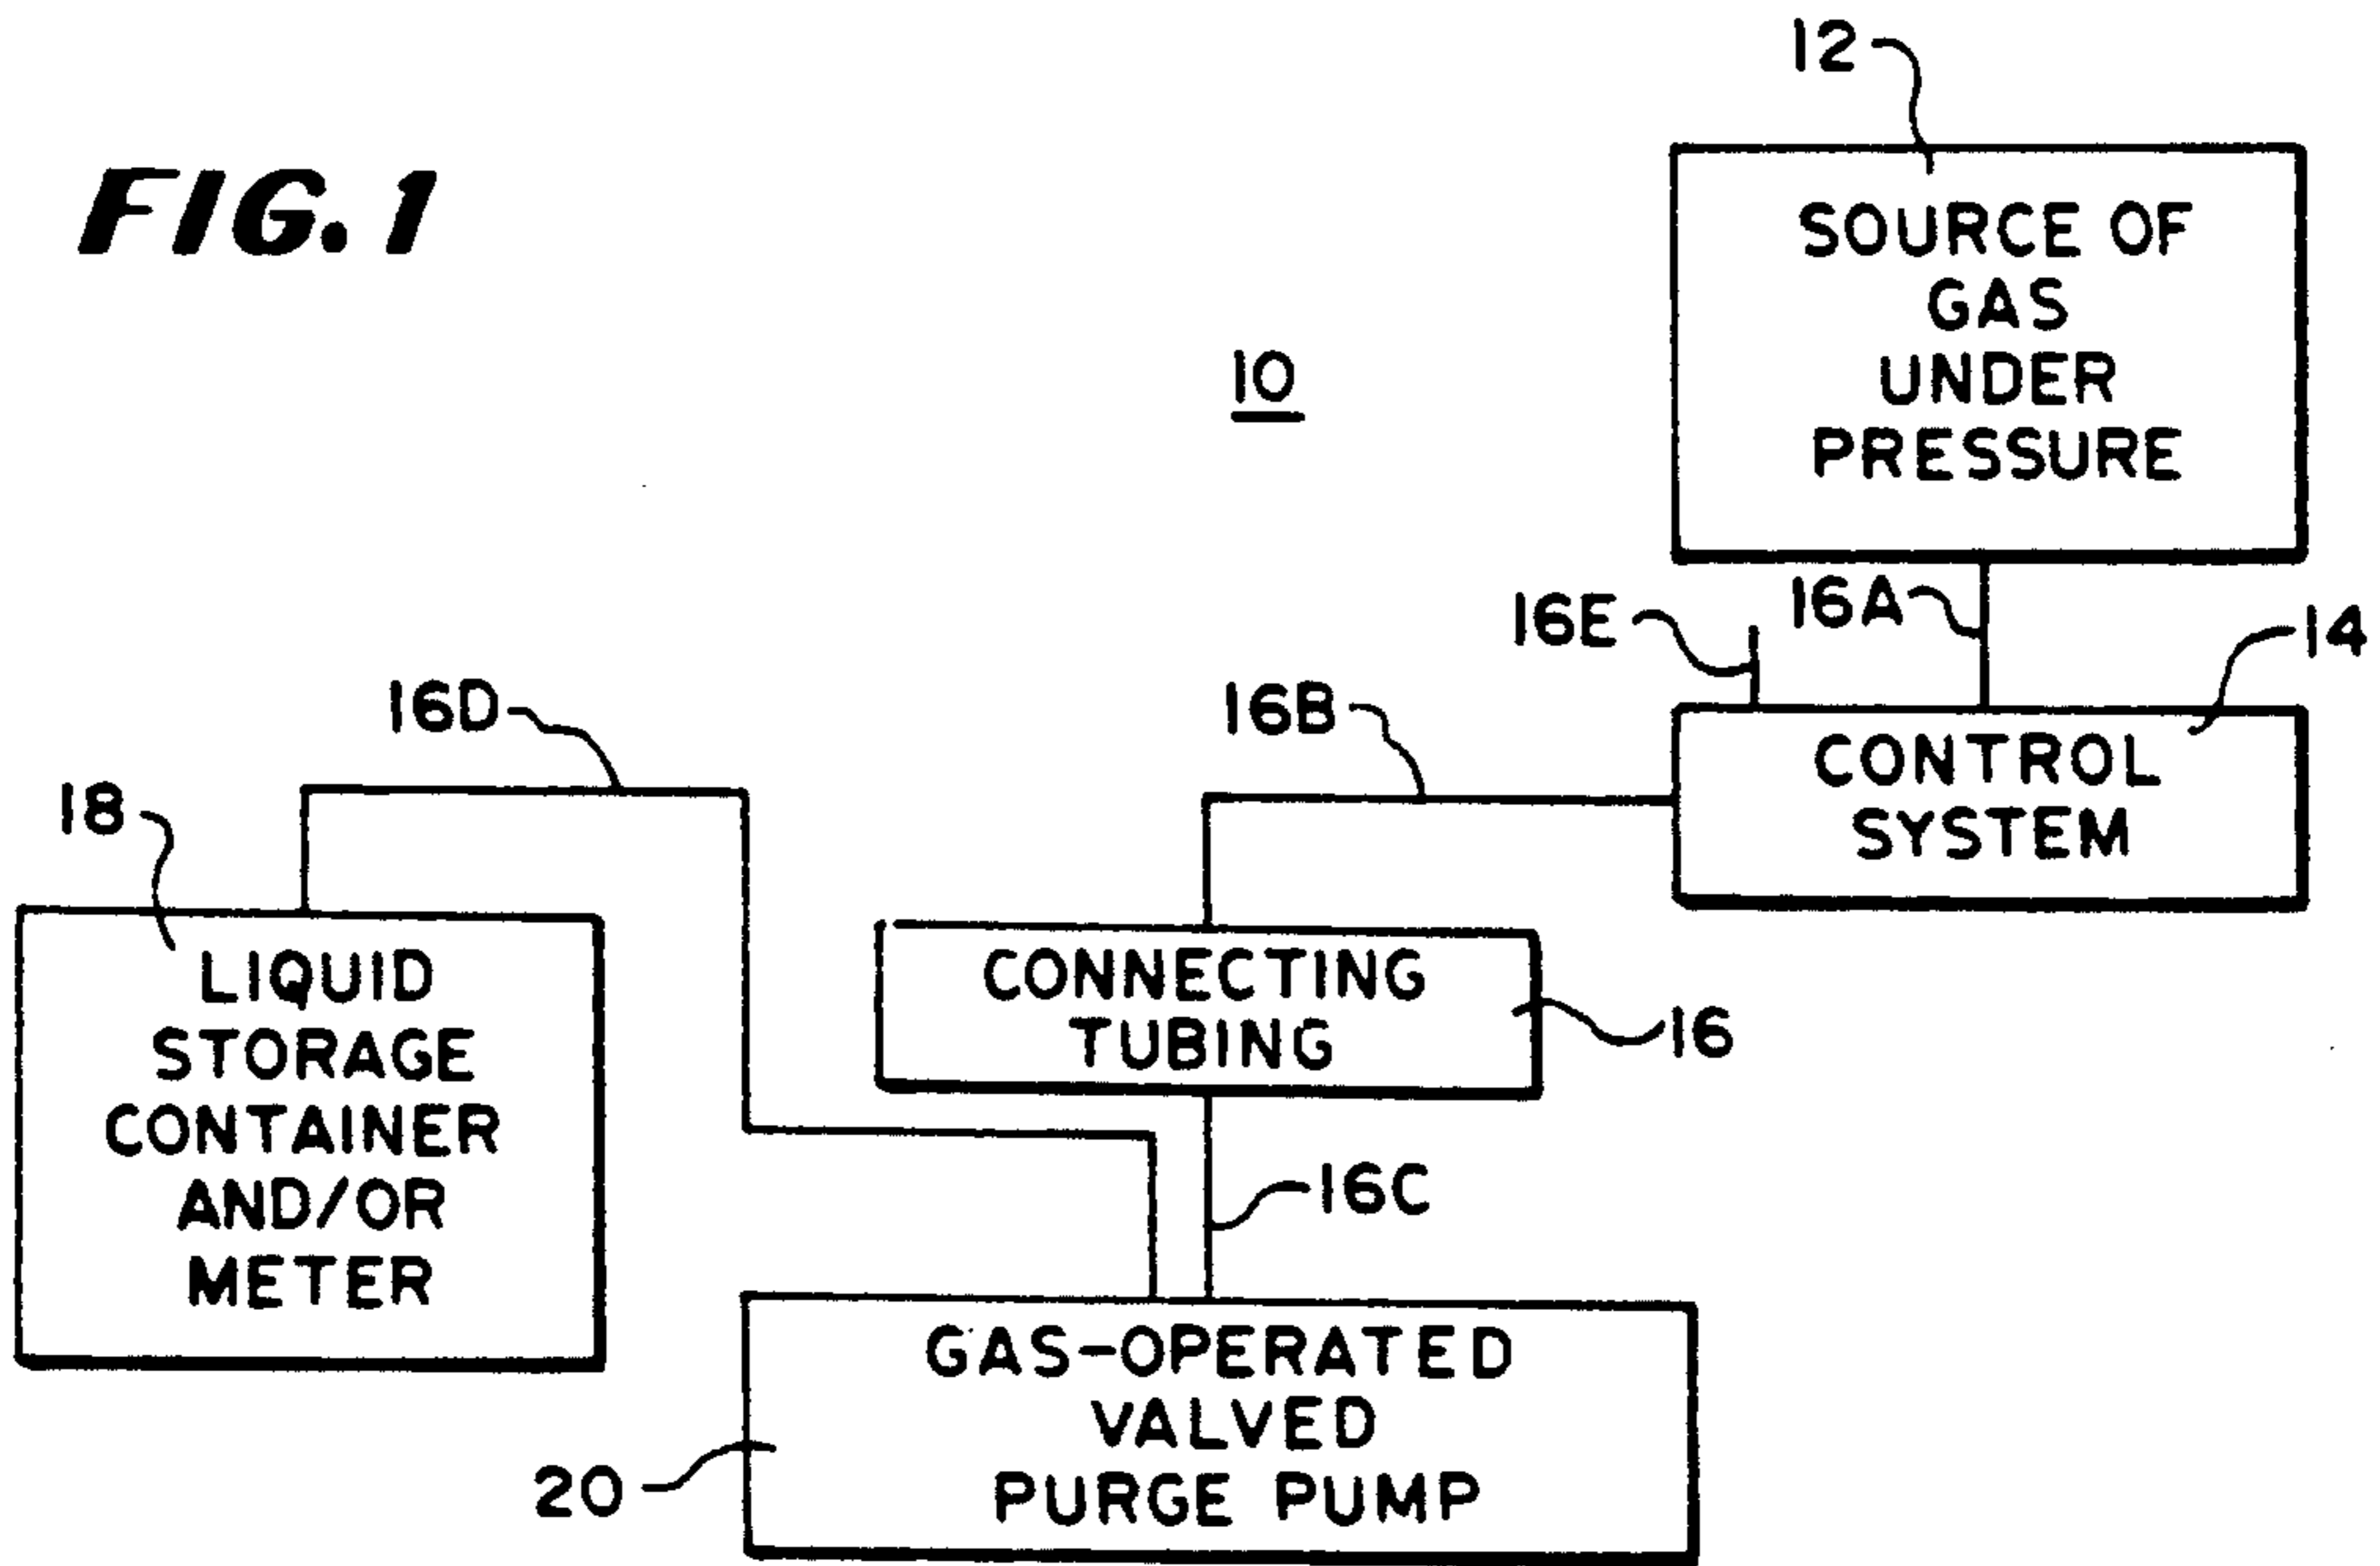 FIG. 1
10
12
SOURCE OF
GAS
UNDER
PRESSURE
16E
16A
14
CONTROL
SYSTEM
16D
16B
18
LIQUID
STORAGE
CONTAINER
AND/OR
METER
CONNECTING
TUBING
16
16C
GAS-OPERATED
VALVED
PURGE PUMP
20